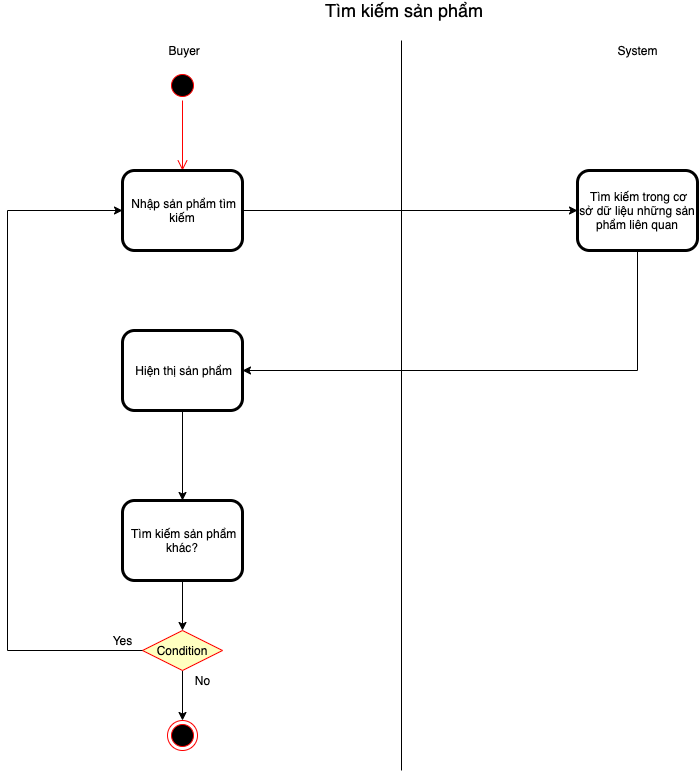 Tìm kiếm sản phẩm
Buyer
System
Nhập sản phẩm tìm
kiếm
Tìm kiếm trong cơ
sở dữ liệu những sản
phẩm liên quan
Hiện thị sản phẩm
Tìm kiếm sản phẩm
khác?
Yes
Condition
No